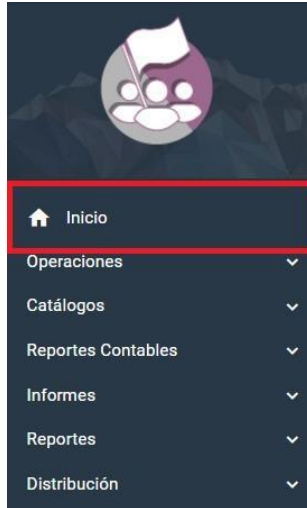 Inicio
Operaciones
Catálogos
Reportes Contables
Informes
Reportes
Distribución